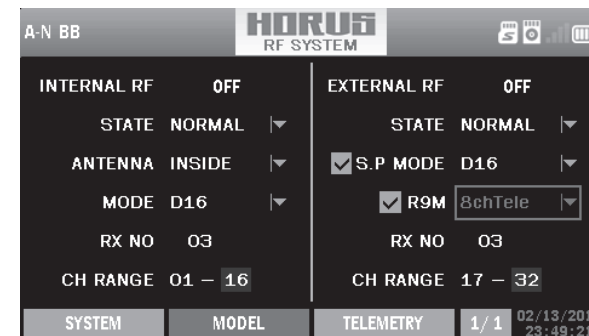 A-N BB
HORUS
RF SYSTEM
INTERNAL RF OFF
STATE NORMAL
ANTENNA INSIDE
MODE D16
RX NO 03
CH RANGE 01 – 16
EXTERNAL RF OFF
STATE NORMAL
S.P MODE D16
R9M 8chTele
RX NO 03
CH RANGE 17 – 32
SYSTEM MODEL TELEMETRY 1/1
02/13/201
23:49:21